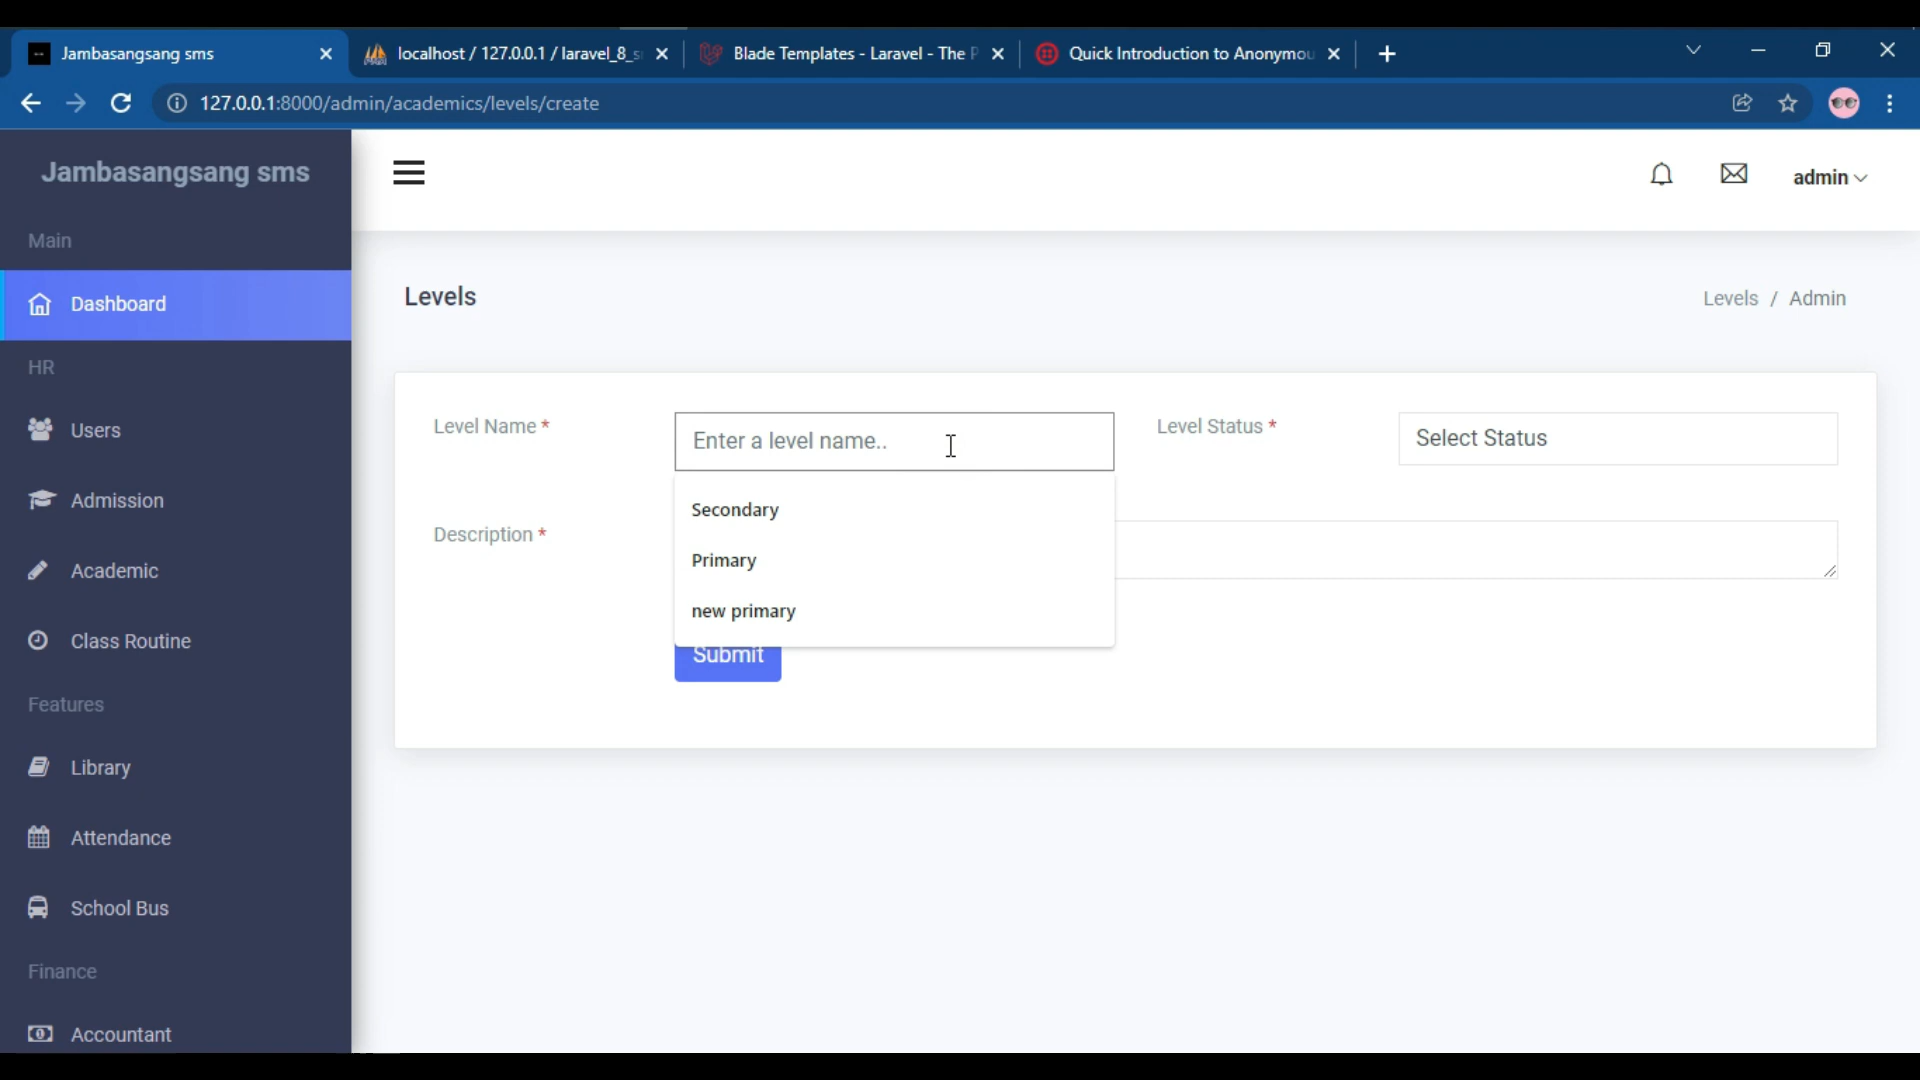 Jambasangsang sms
localhost / 127.0.0.1 / laravel_8_s
Blade Templates - Laravel - The P
Quick Introduction to Anonymou
127.0.0.1:8000/admin/academics/levels/create
Jambasangsang sms
admin
Main
Dashboard
HR
Users
Admission
Academic
Class Routine
Features
Library
Attendance
School Bus
Finance
Accountant
Levels
Levels / Admin
Level Name *
Enter a level name..
Level Status *
Select Status
Secondary
Primary
new primary
Description *
Submit